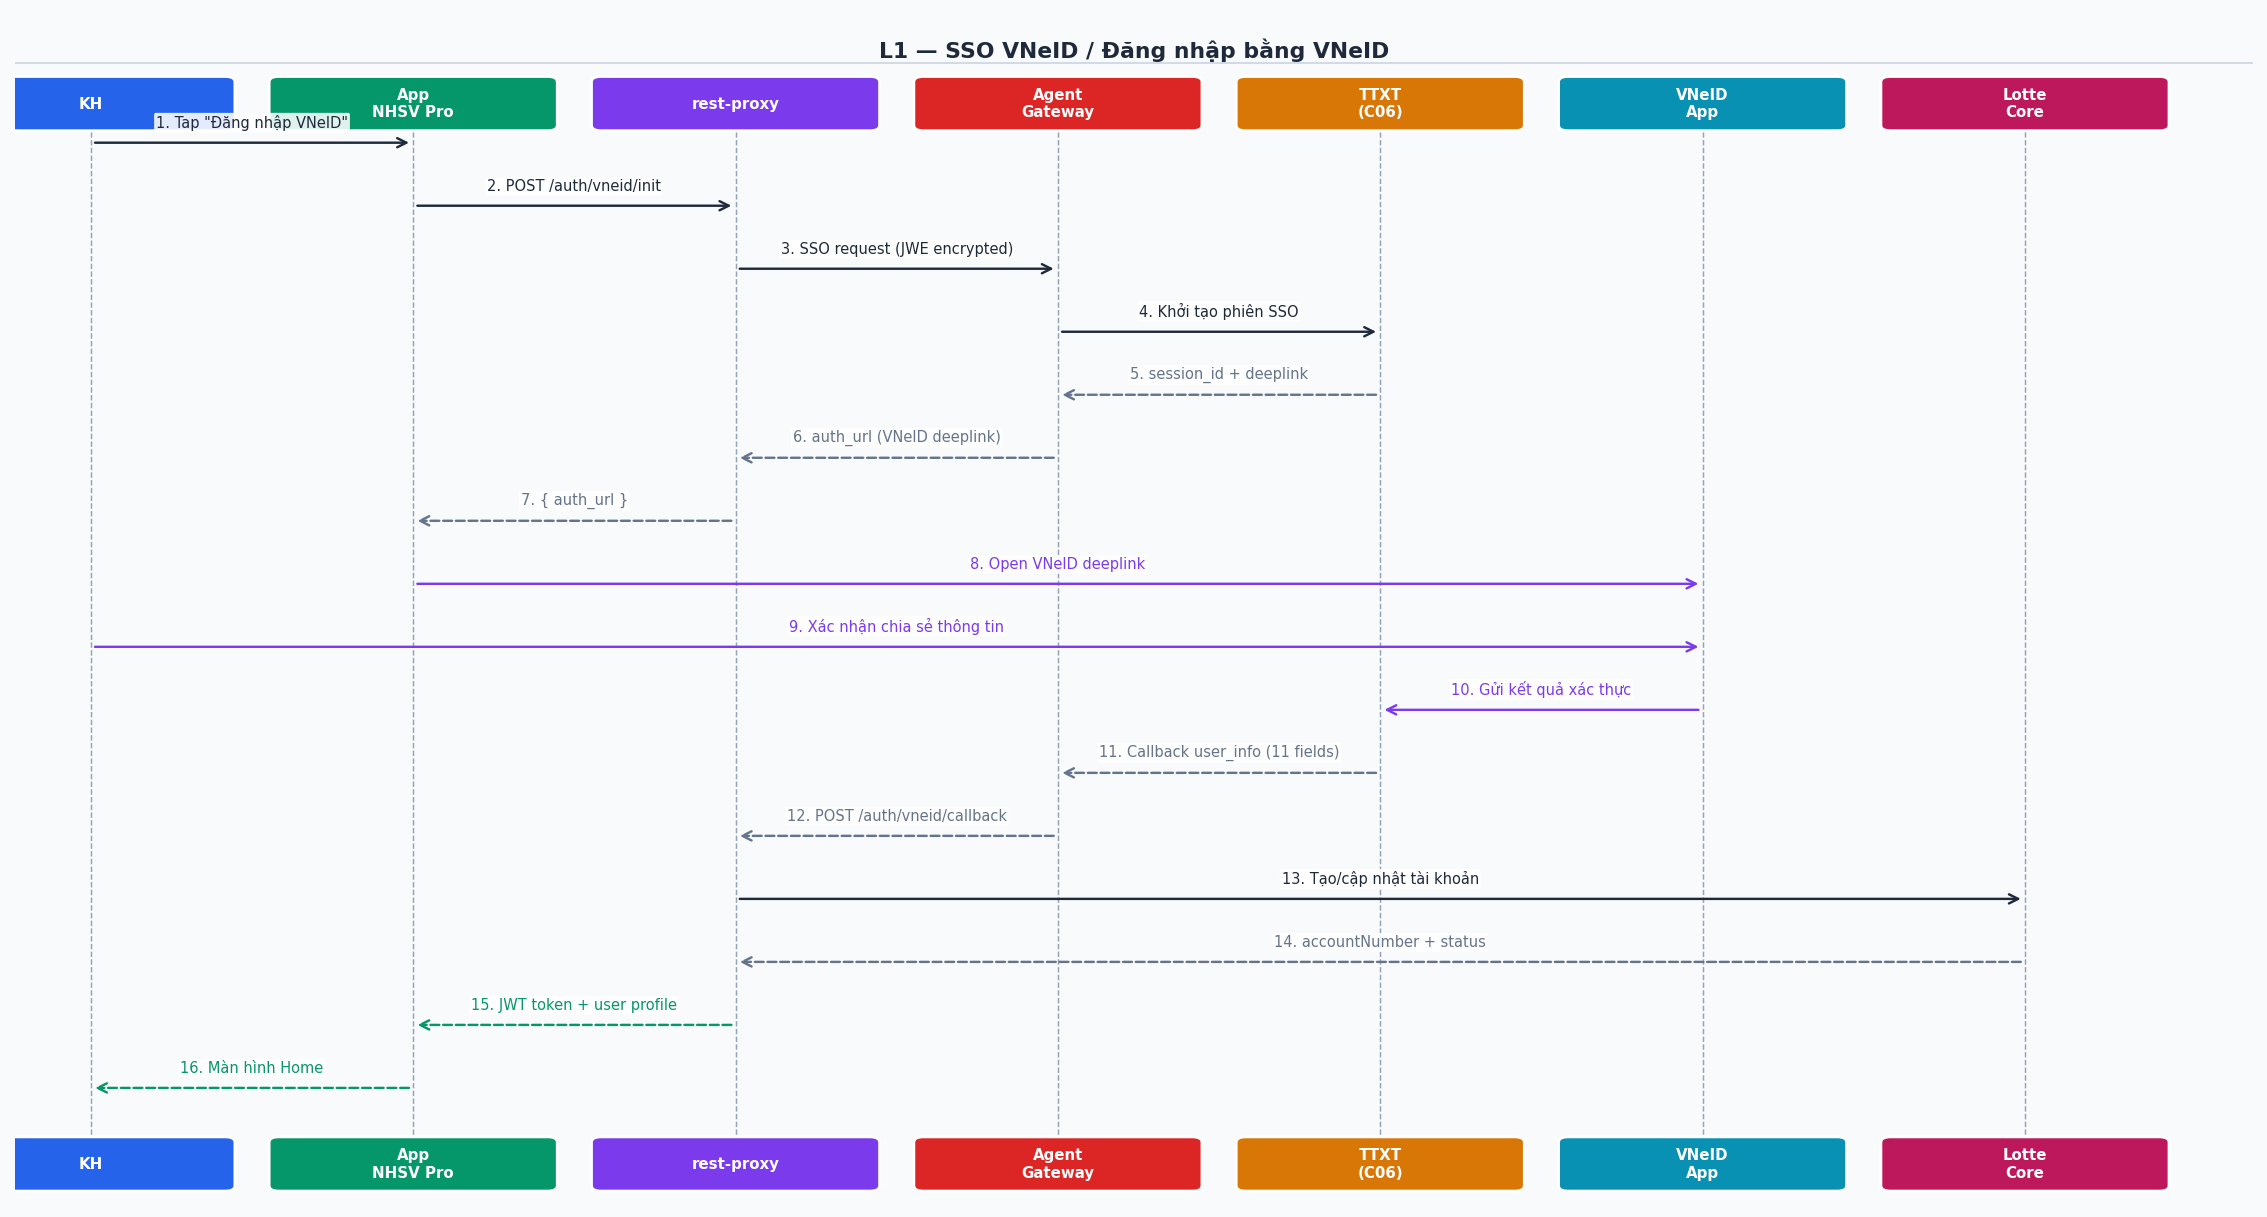 L1 — SSO VNeID / Đăng nhập bằng VNeID
KH
App
NHSV Pro
rest-proxy
Agent
Gateway
TTXT
(C06)
VNeID
App
Lotte
Core
1. Tap "Đăng nhập VNeID"
2. POST /auth/vneid/init
3. SSO request (JWE encrypted)
4. Khởi tạo phiên SSO
5. session_id + deeplink
6. auth_url (VNeID deeplink)
7. { auth_url }
8. Open VNeID deeplink
9. Xác nhận chia sẻ thông tin
10. Gửi kết quả xác thực
11. Callback user_info (11 fields)
12. POST /auth/vneid/callback
13. Tạo/cập nhật tài khoản
14. accountNumber + status
15. JWT token + user profile
16. Màn hình Home
KH
App
NHSV Pro
rest-proxy
Agent
Gateway
TTXT
(C06)
VNeID
App
Lotte
Core